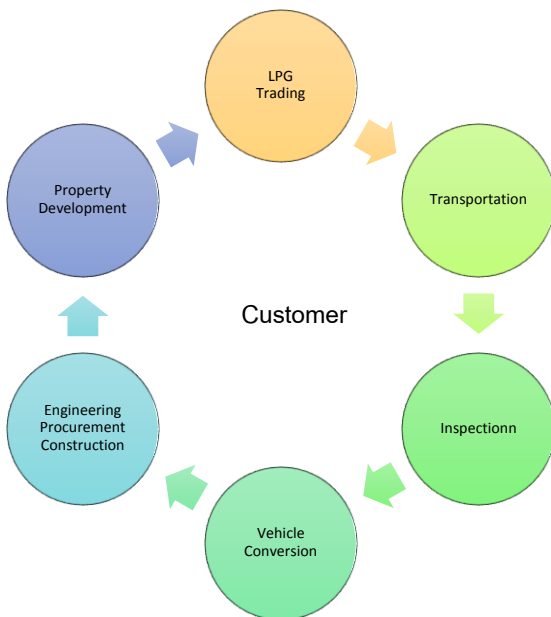 LPG
Trading
Transportation
Inspectionn
Vehicle
Conversion
Engineering
Procurement
Construction
Property
Development
Customer